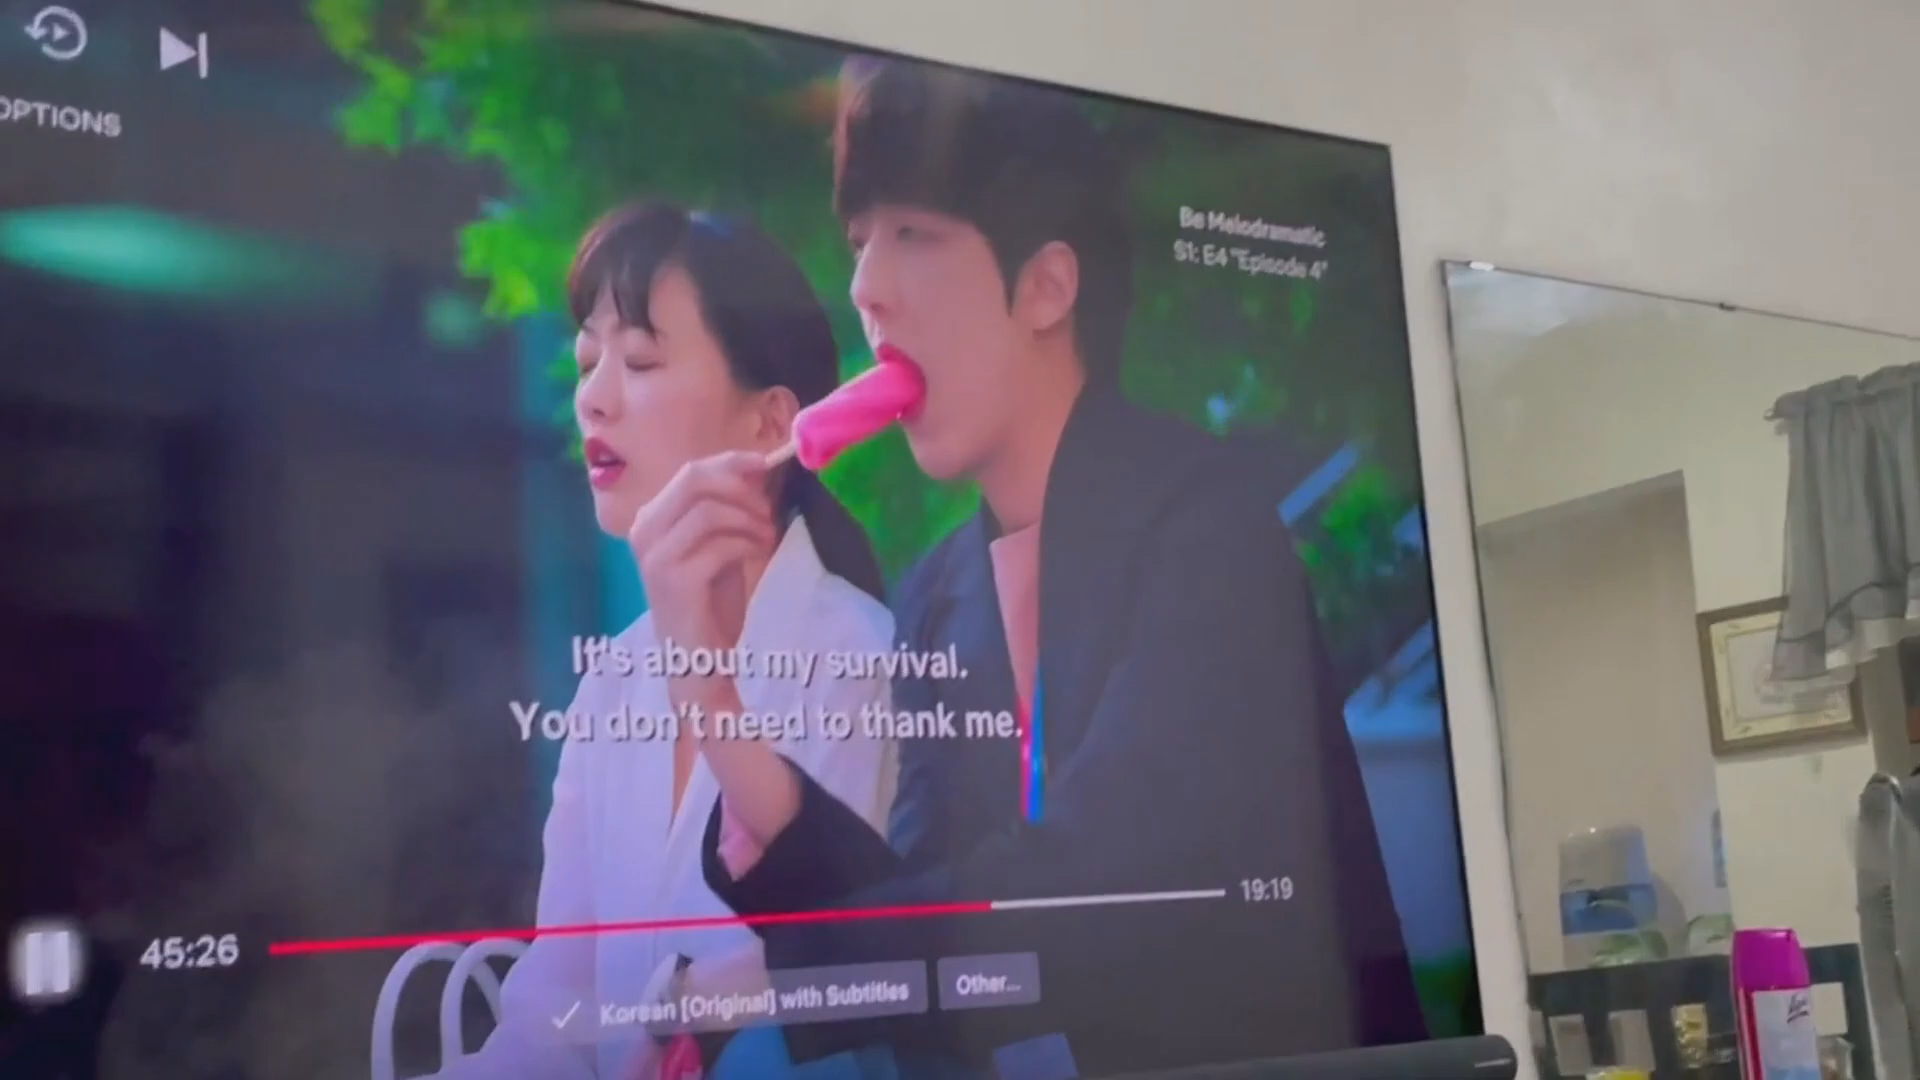 OPTIONS
Be Melodramatic
S1: E4 "Episode 4"
It's about my survival.
You don't need to thank me.
45:26
19:19
Korean [Original] with Subtitles
Other...